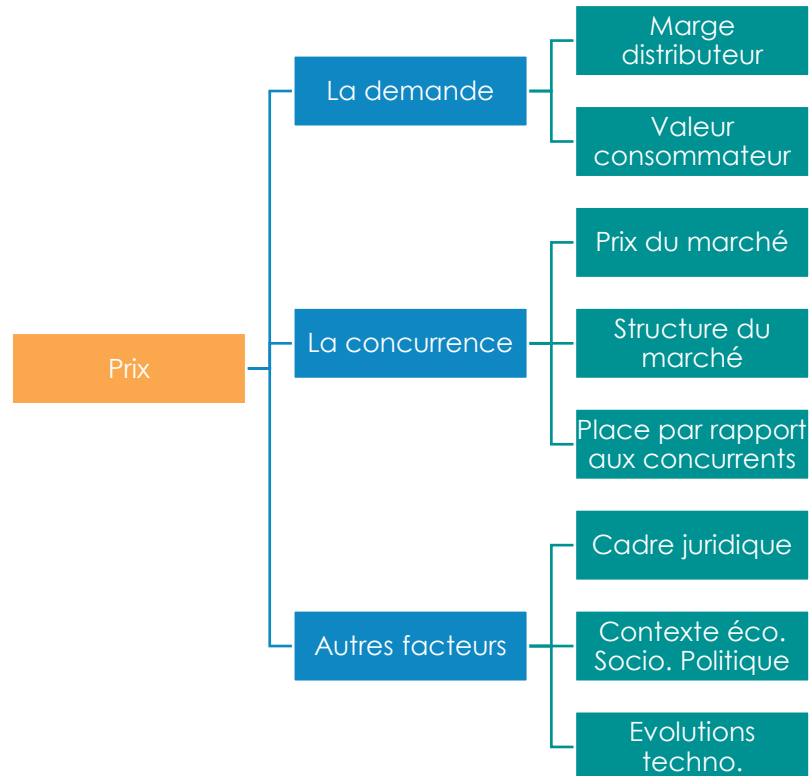 Prix
La demande
Marge
distributeur
Valeur
consommateur
La concurrence
Prix du marché
Structure du
marché
Place par rapport
aux concurrents
Autres facteurs
Cadre juridique
Contexte éco.
Socio. Politique
Evolutions
techno.